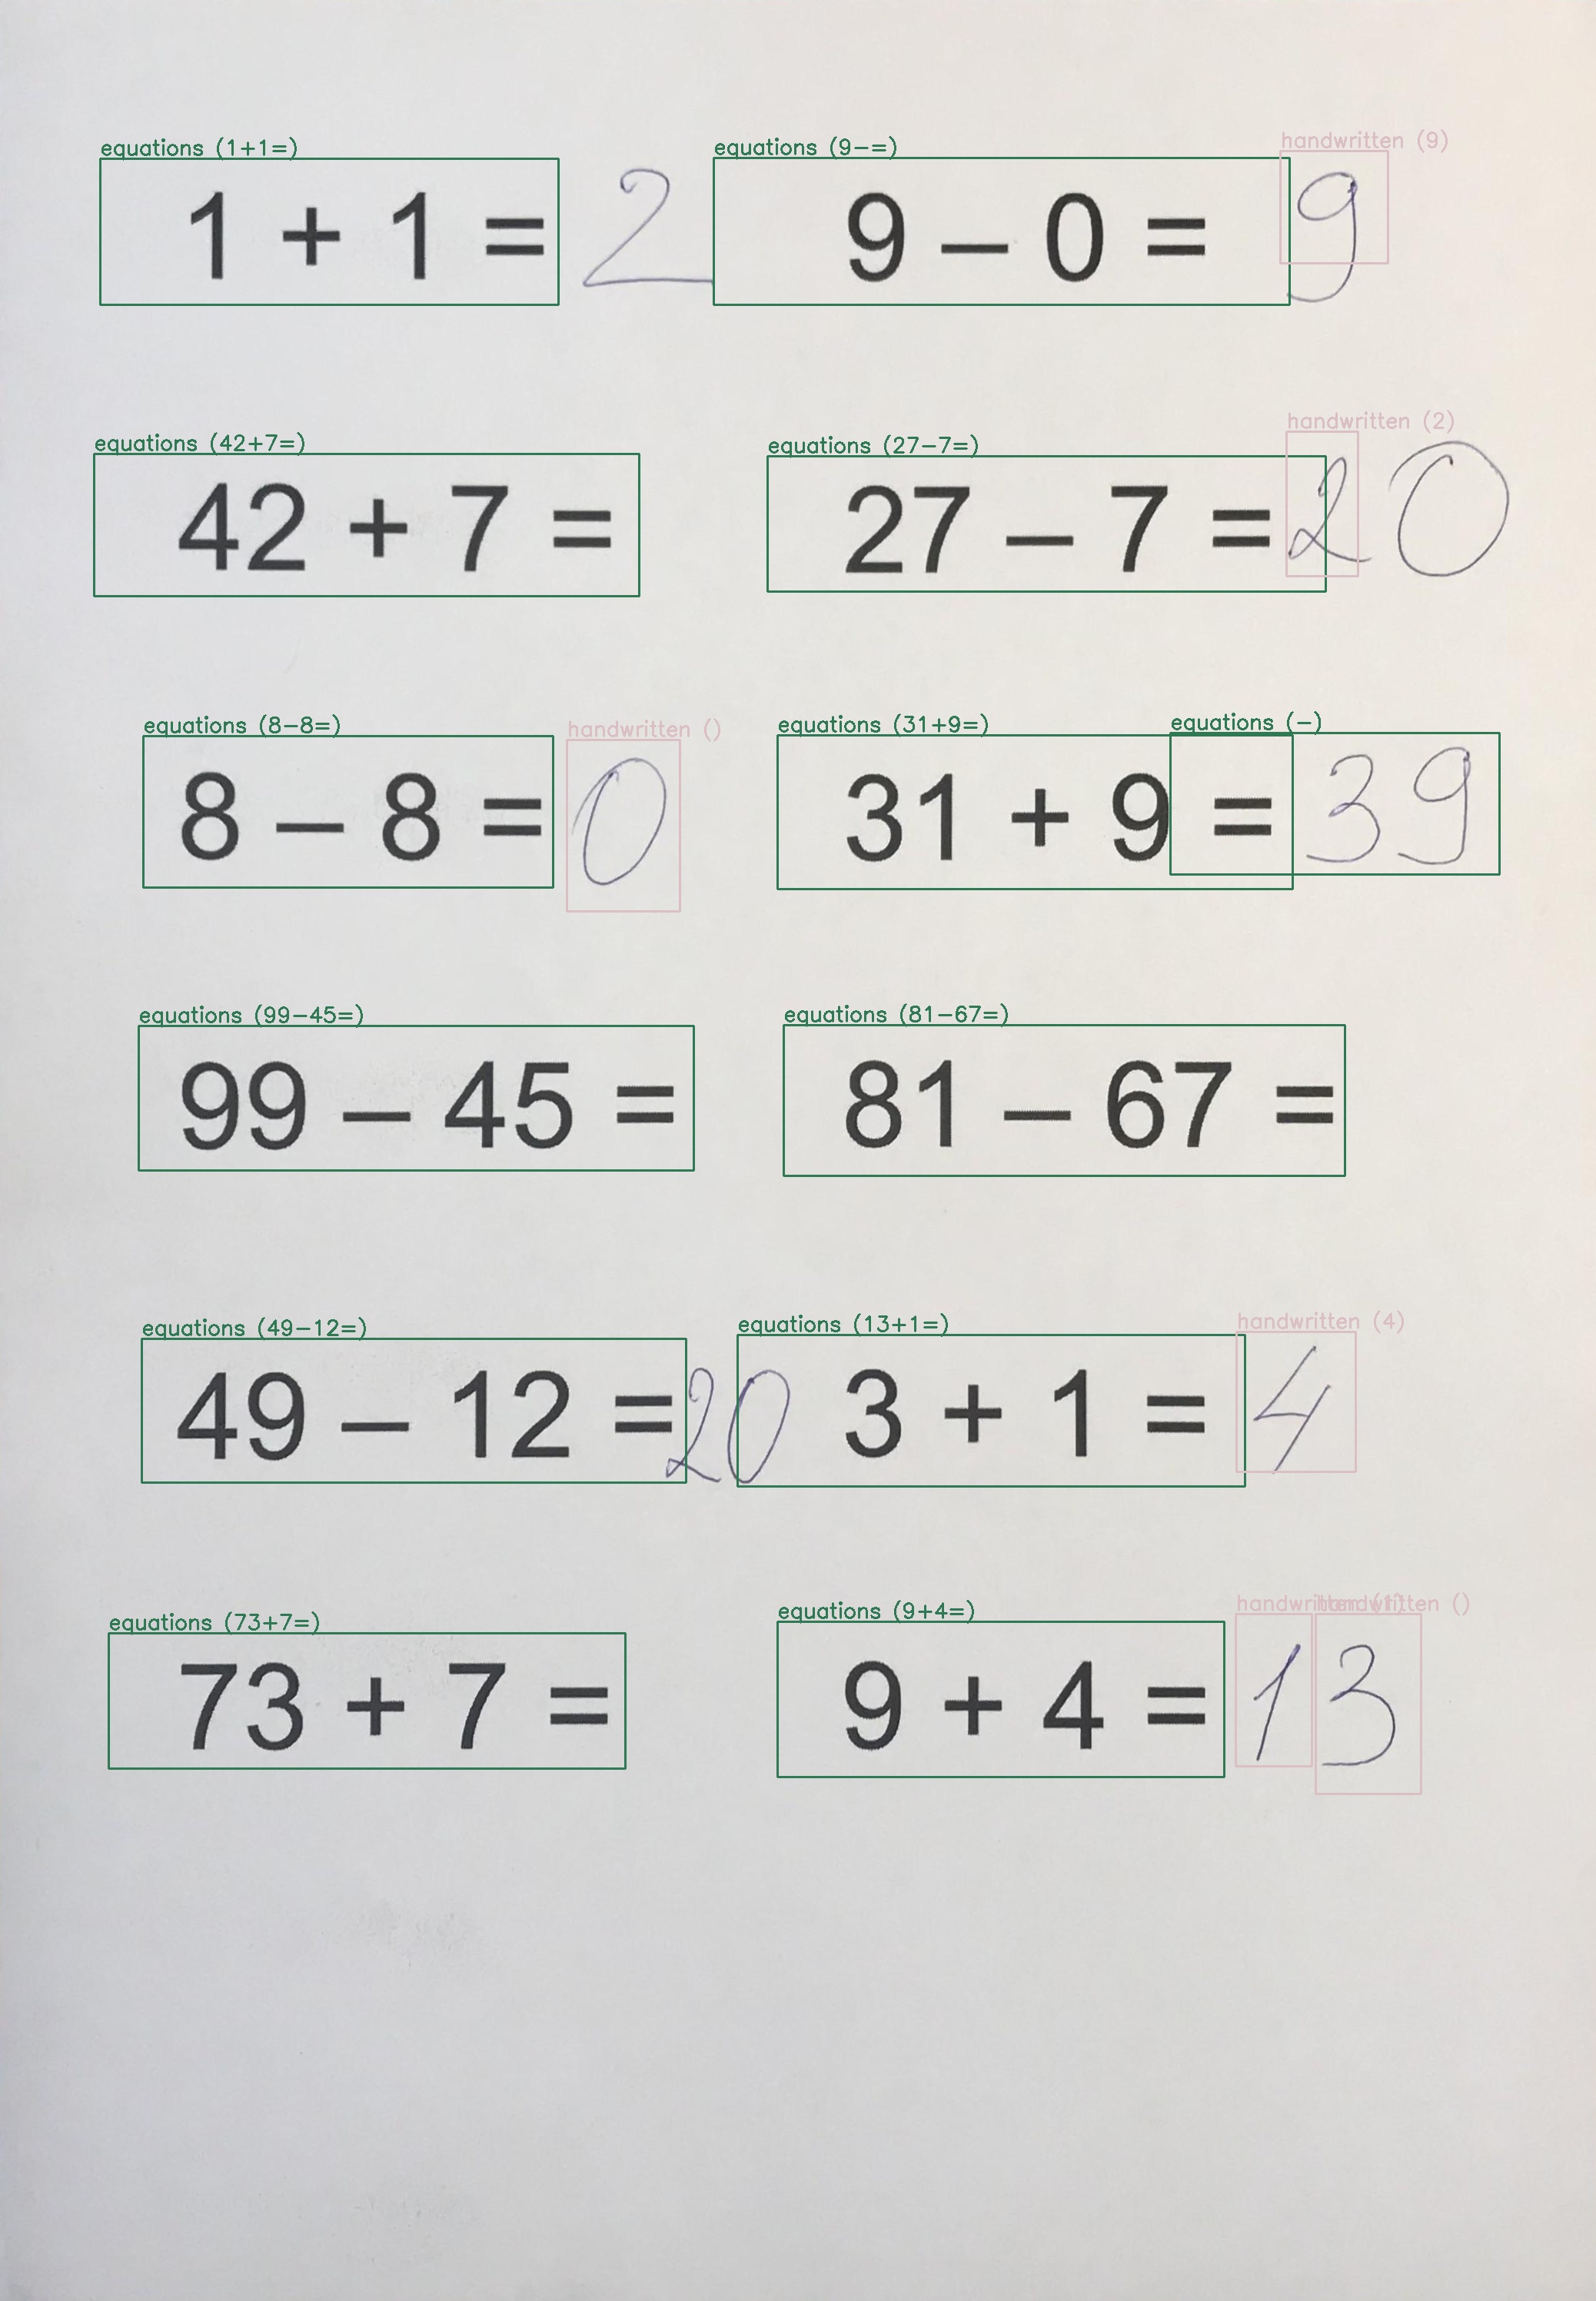 equations (1+1=) equations (9-=) handwritten (9)
1 + 1 = 2 9 – 0 = 9
equations (42+7=) equations (27-7=) handwritten (2)
42 + 7 = 27 – 7 = 20
equations (8-8=) handwritten () equations (31+9=) equations (-)
8 – 8 = 0 31 + 9 = 39
equations (99-45=) equations (81-67=)
99 – 45 = 81 – 67 =
equations (49-12=) equations (13+1=) handwritten (4)
49 – 12 = 20 3 + 1 = 4
equations (73+7=) equations (9+4=) handwritten (1) handwritten ()
73 + 7 = 9 + 4 = 13